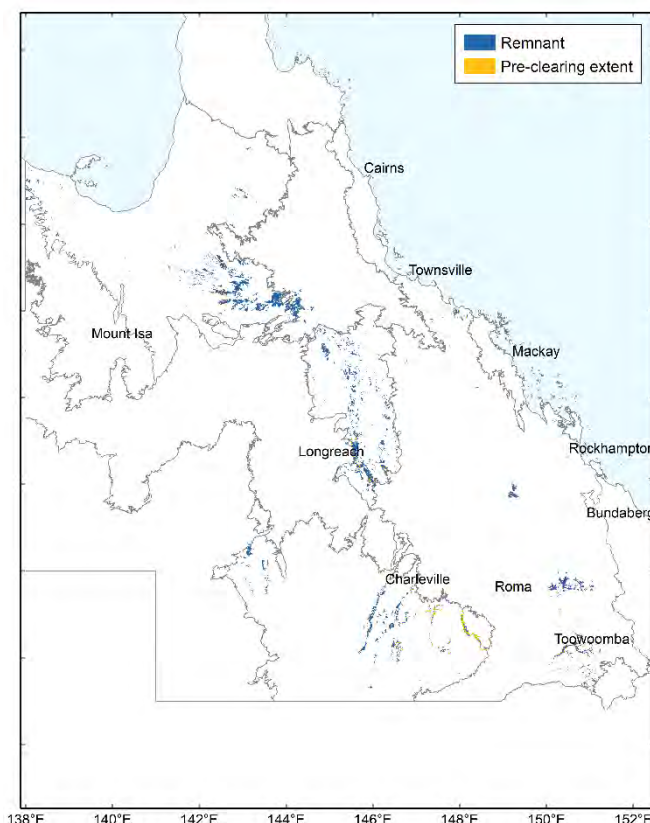 Remnant
Pre-clearing extent
Cairns
Townsville
Mount Isa
Mackay
Longreach
Rockhampton
Bundaberg
Charleville
Roma
Toowoomba
138°E 140°E 142°E 144°E 146°E 148°E 150°E